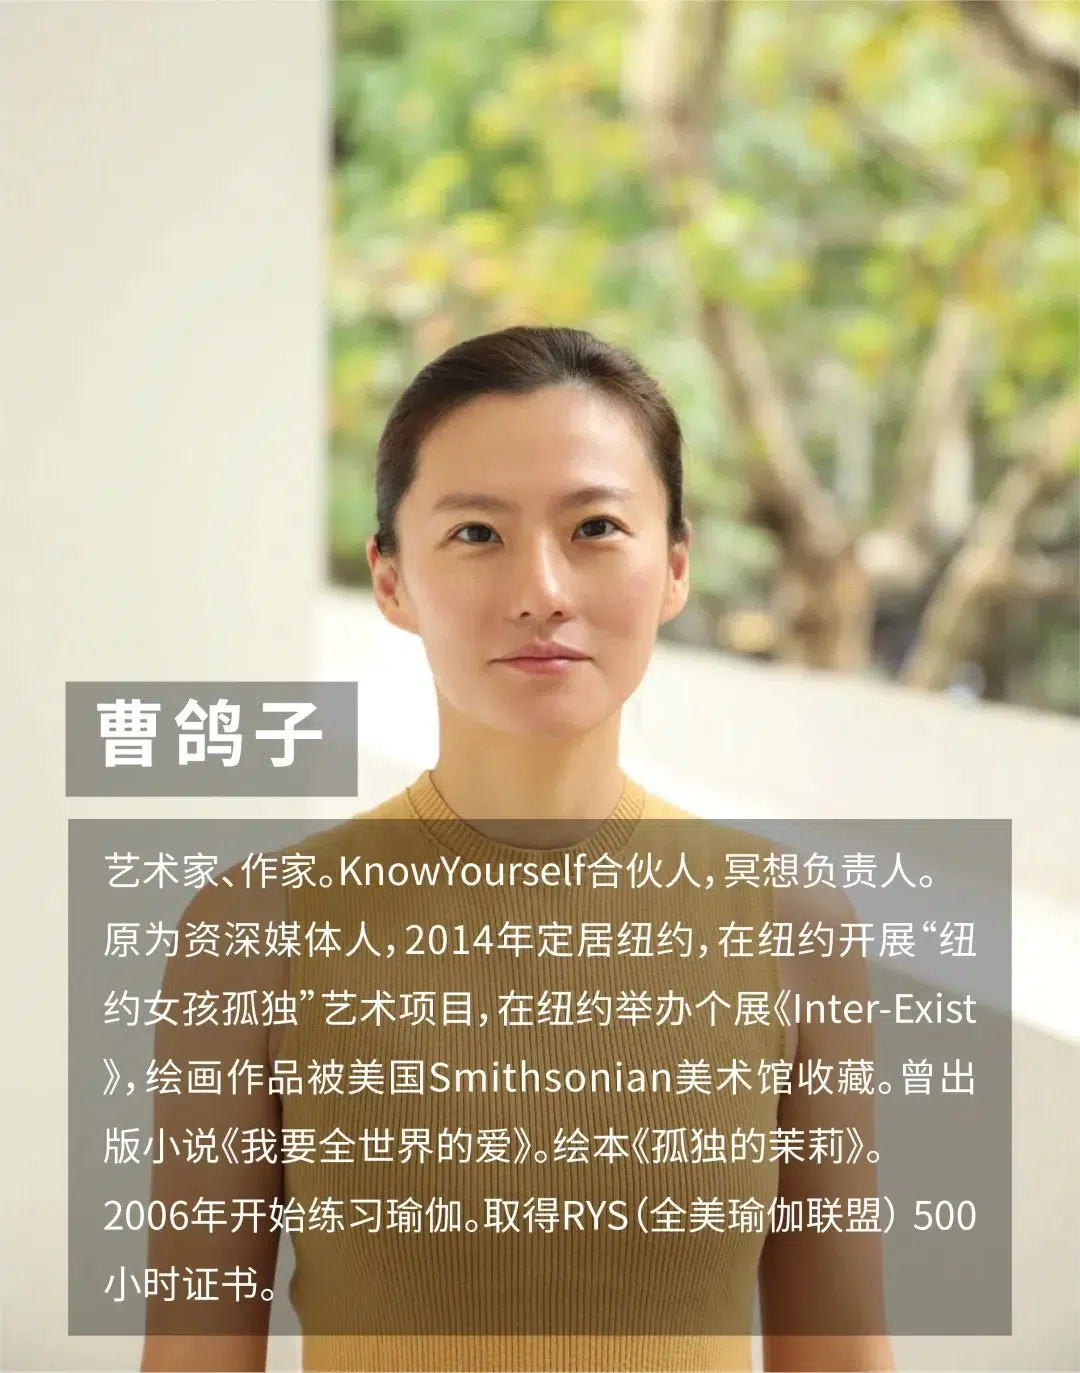 曹鸽子
艺术家、作家。KnowYourself合伙人，冥想负责人。
原为资深媒体人，2014年定居纽约，在纽约开展“纽
约女孩孤独”艺术项目，在纽约举办个展《Inter-Exist
》，绘画作品被美国Smithsonian美术馆收藏。曾出
版小说《我要全世界的爱》。绘本《孤独的茉莉》。
2006年开始练习瑜伽。取得RYS（全美瑜伽联盟）500
小时证书。